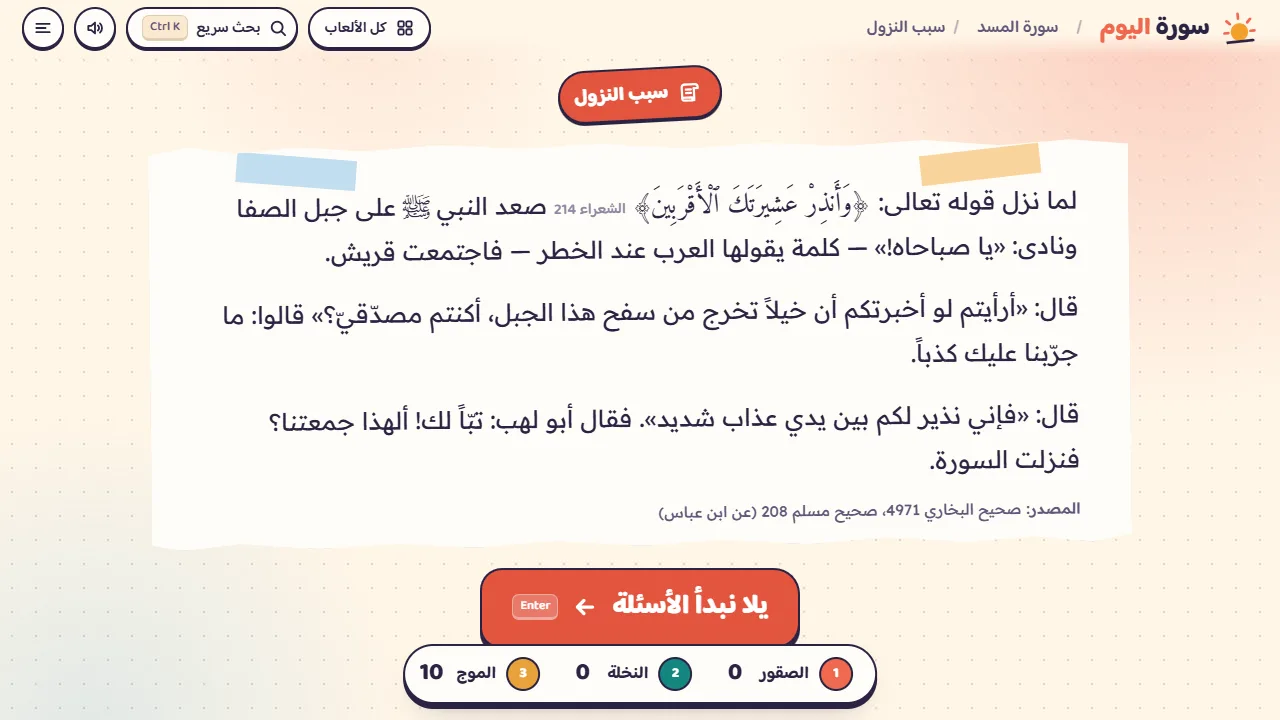 سورة اليوم / سورة المسد / سبب النزول
كل الألعاب
بحث سريع Ctrl K
سبب النزول
لما نزل قوله تعالى: ﴿وَأَنذِرْ عَشِيرَتَكَ ٱلْأَقْرَبِينَ﴾ الشعراء 214 صعد النبي ﷺ على جبل الصفا
ونادى: «يا صباحاه!» — كلمة يقولها العرب عند الخطر — فاجتمعت قريش.
قال: «أرأيتم لو أخبرتكم أن خيلاً تخرج من سفح هذا الجبل، أكنتم مصدّقيّ؟» قالوا: ما
جرّبنا عليك كذباً.
قال: «فإني نذير لكم بين يدي عذاب شديد». فقال أبو لهب: تبّاً لك! ألهذا جمعتنا؟
فنزلت السورة.
المصدر: صحيح البخاري 4971، صحيح مسلم 208 (عن ابن عباس)
يلا نبدأ الأسئلة ← Enter
1 الصقور 0 2 النخلة 0 3 الموج 10